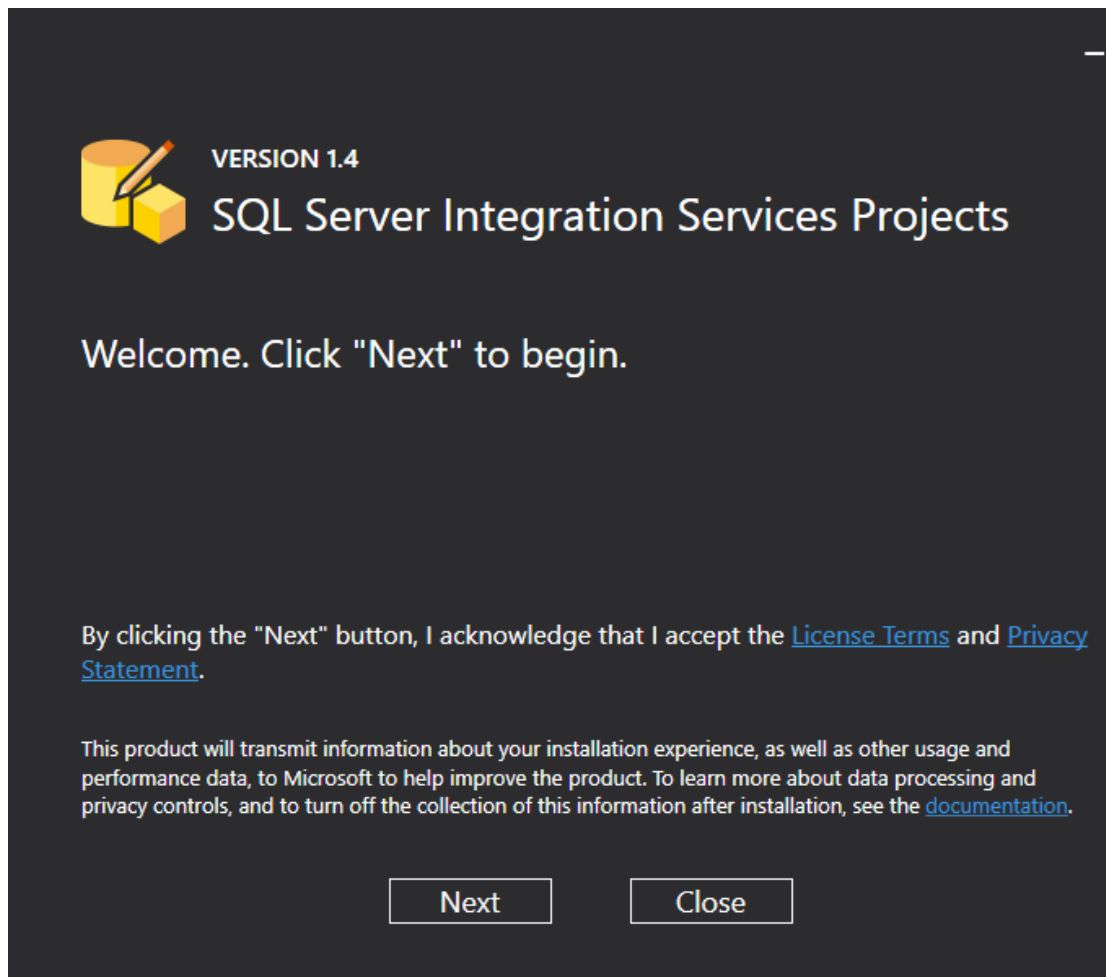 VERSION 1.4
SQL Server Integration Services Projects
Welcome. Click "Next" to begin.
By clicking the "Next" button, I acknowledge that I accept the License Terms and Privacy
Statement.
This product will transmit information about your installation experience, as well as other usage and
performance data, to Microsoft to help improve the product. To learn more about data processing and
privacy controls, and to turn off the collection of this information after installation, see the documentation.
Next
Close